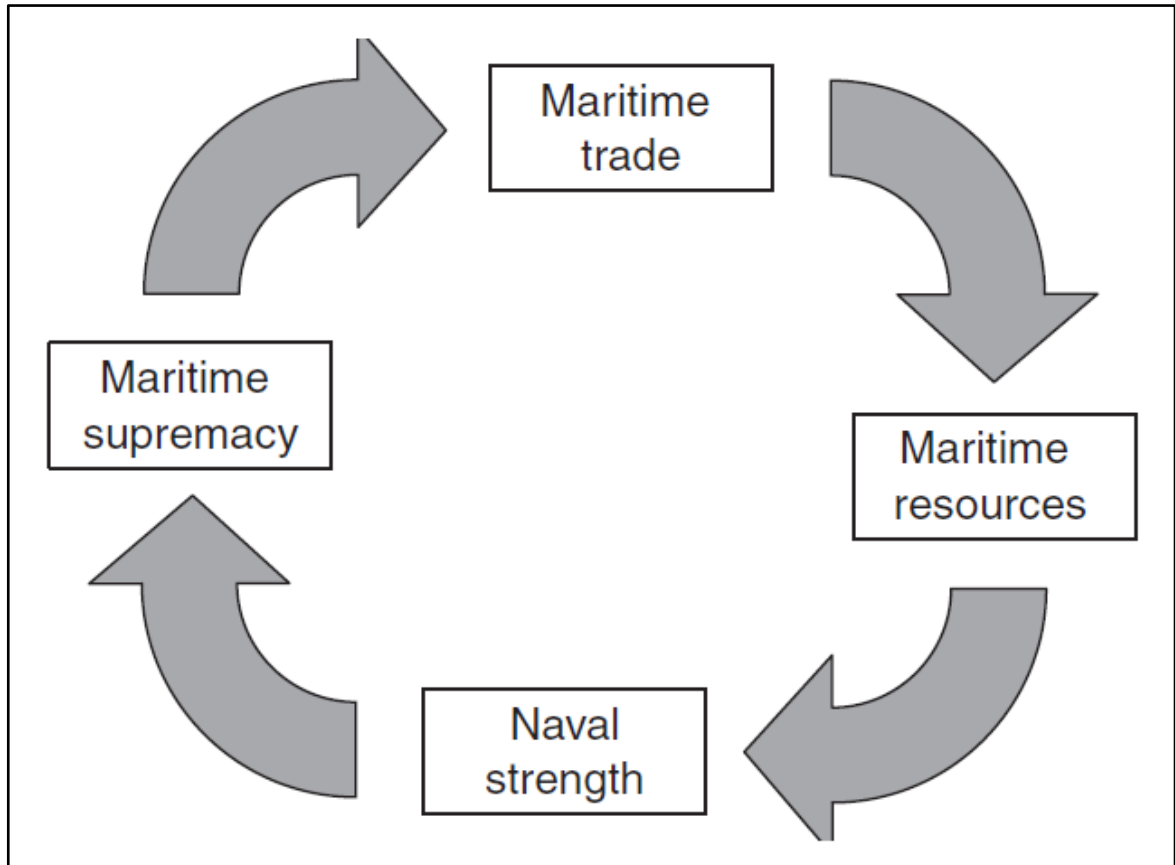 Maritime
trade
Maritime
supremacy
Maritime
resources
Naval
strength